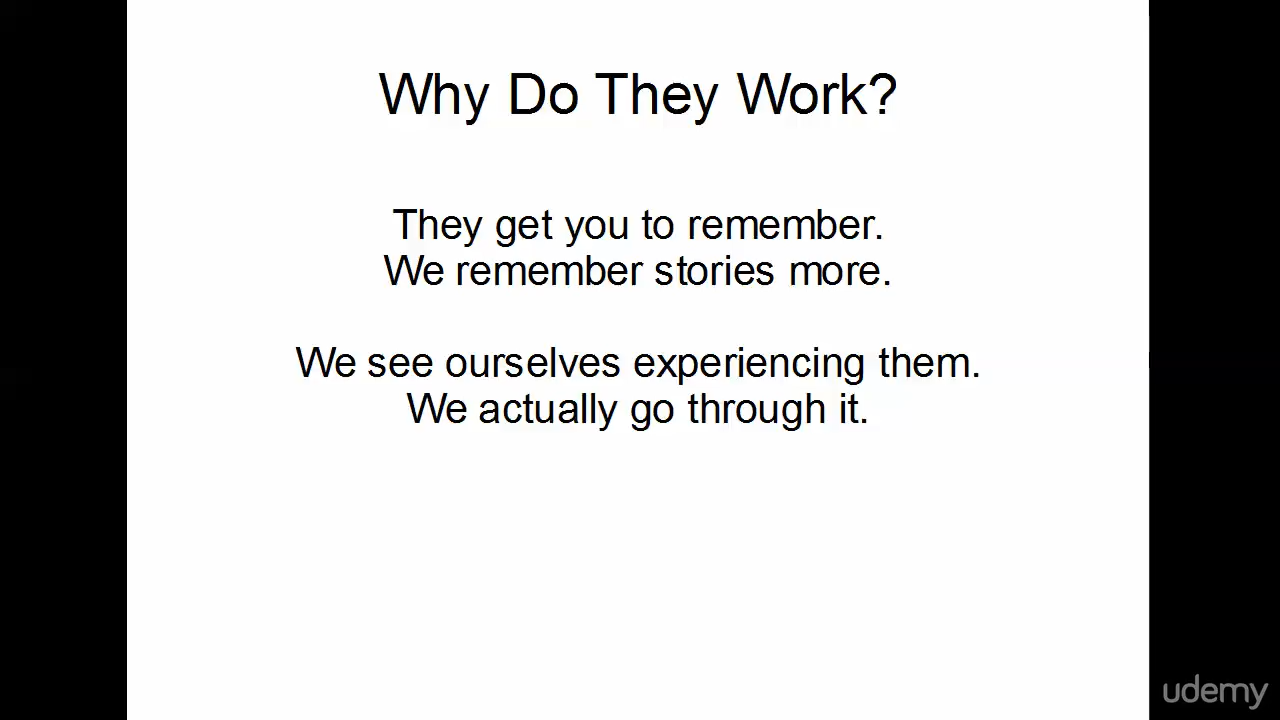 Why Do They Work?
They get you to remember.
We remember stories more.
We see ourselves experiencing them.
We actually go through it.
udemy